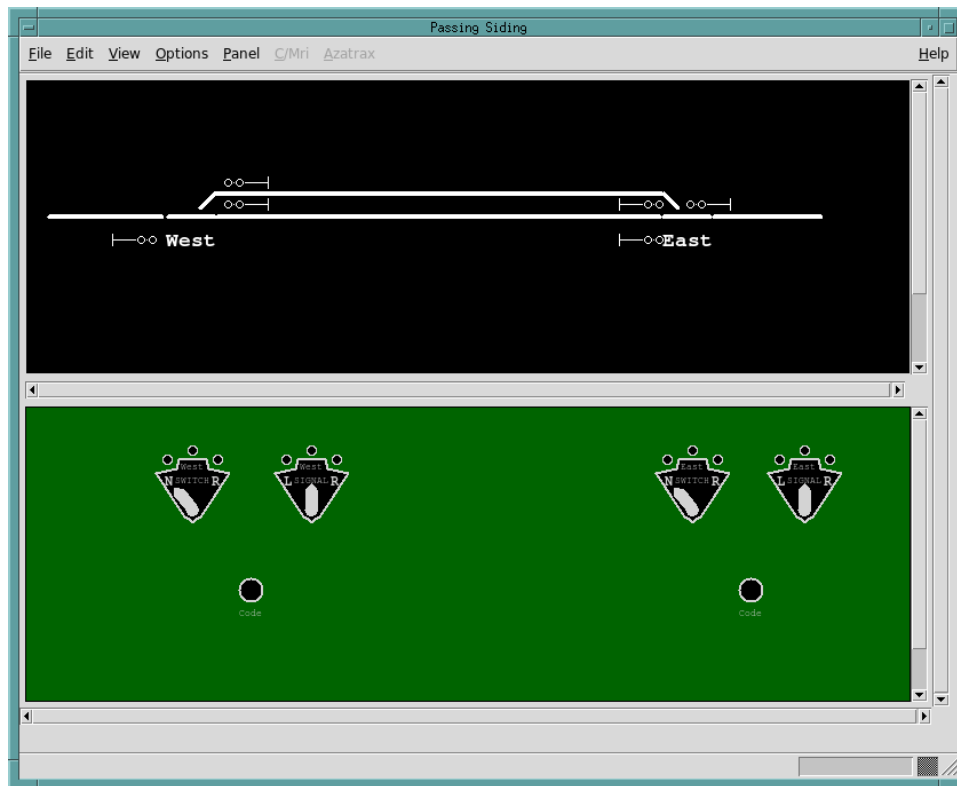 Passing Siding
File Edit View Options Panel C/Mri Azatrax Help
West East
West West East East
N SWITCH R L SIGNAL R N SWITCH R L SIGNAL R
Code Code